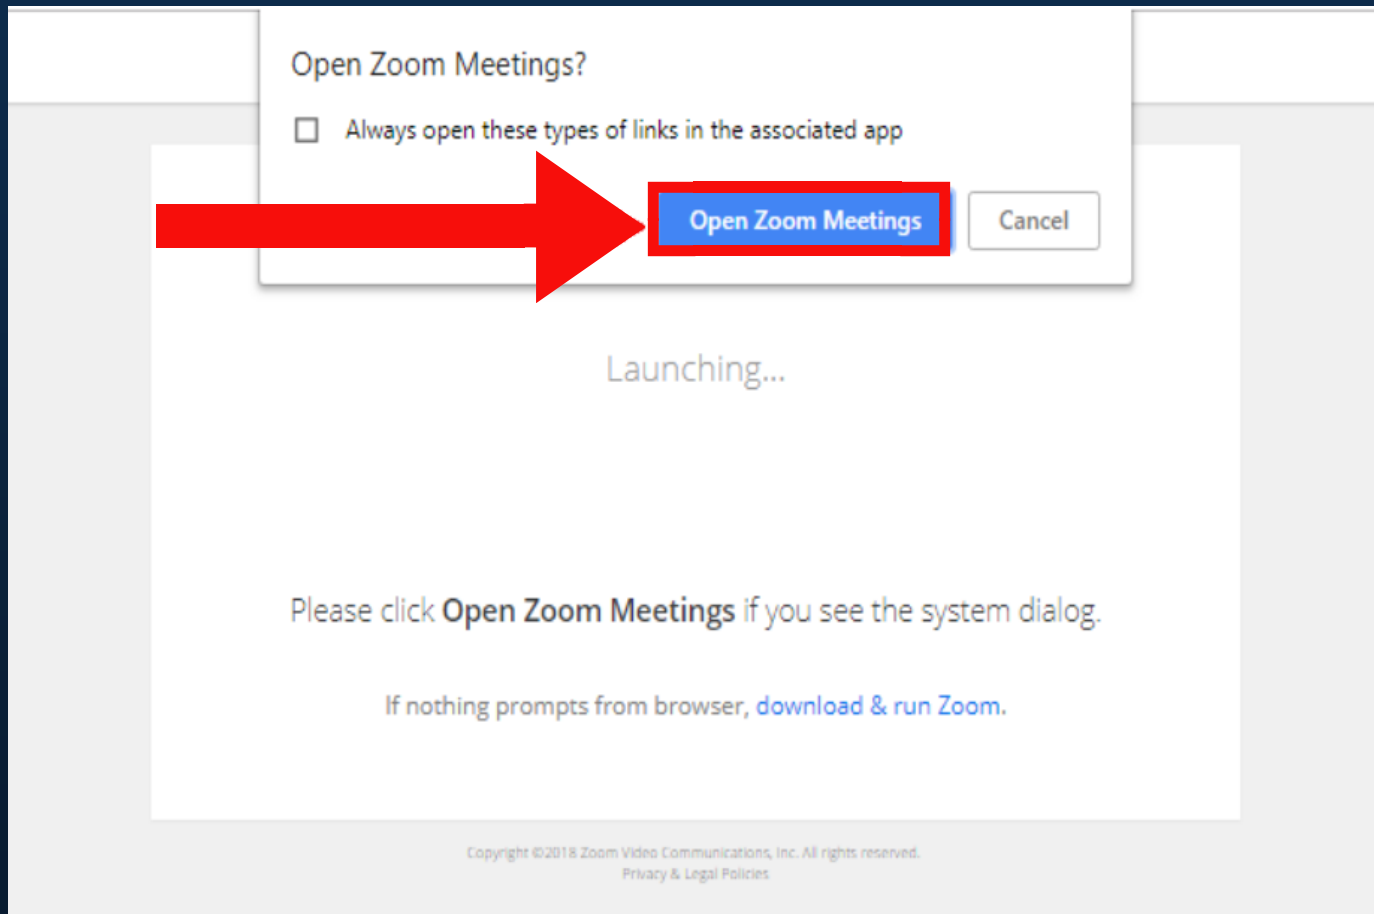 Open Zoom Meetings?
Always open these types of links in the associated app
Open Zoom Meetings
Cancel
Launching...
Please click Open Zoom Meetings if you see the system dialog.
If nothing prompts from browser, download & run Zoom.
Copyright ©2018 Zoom Video Communications, Inc. All rights reserved.
Privacy & Legal Policies